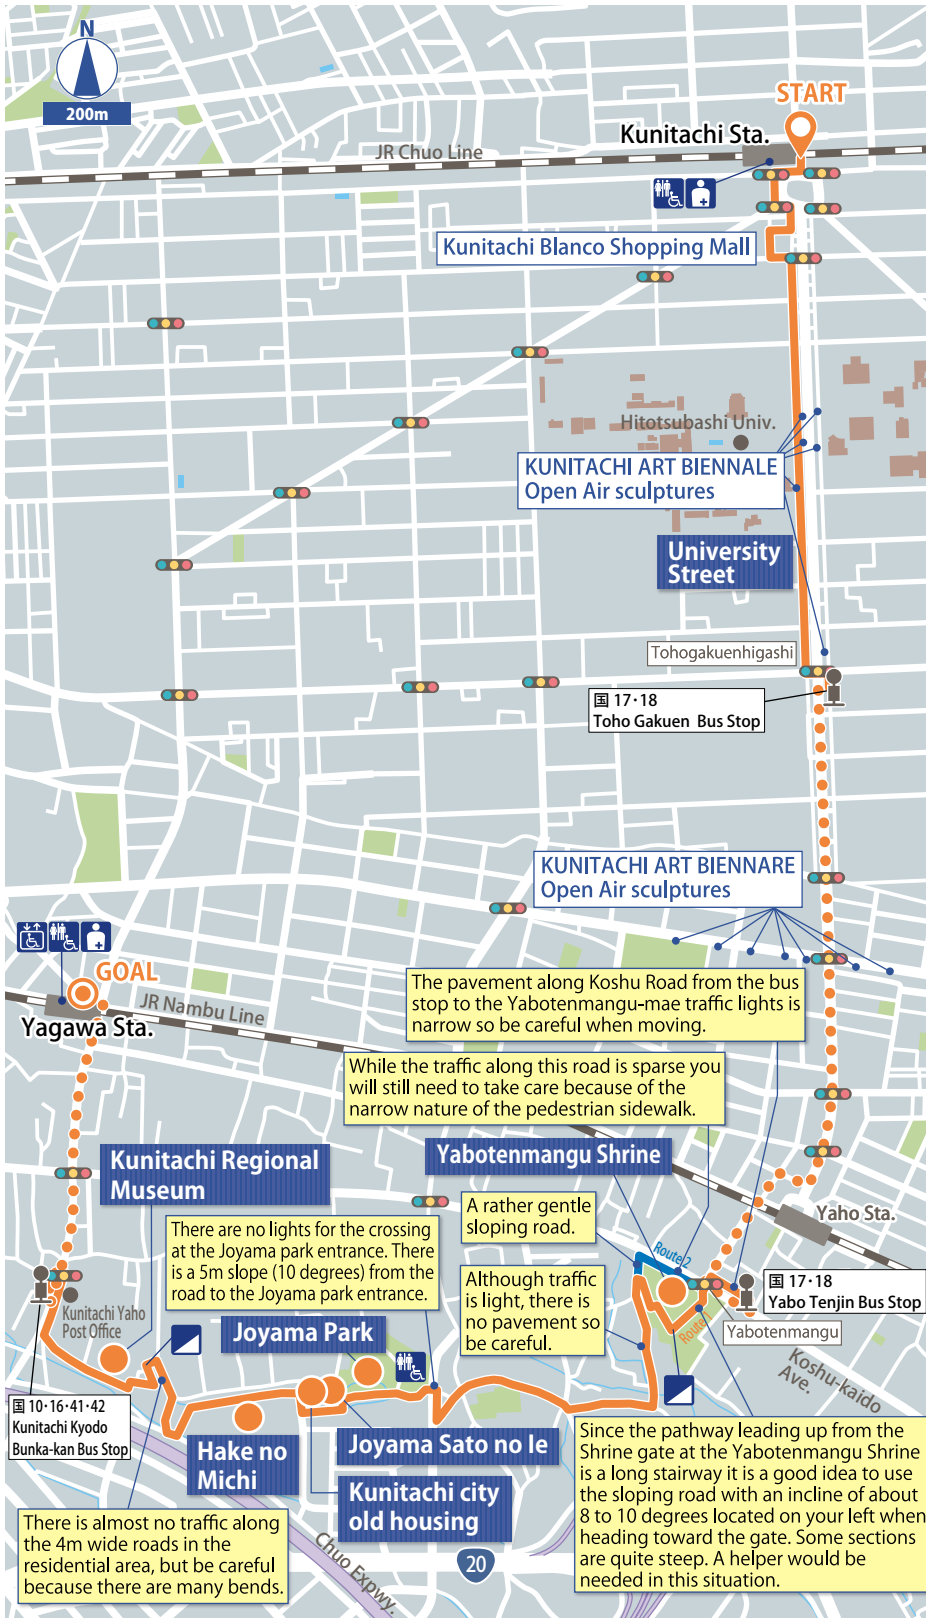 N
200m
START
Kunitachi Sta.
JR Chuo Line
Kunitachi Blanco Shopping Mall
Hitotsubashi Univ.
KUNITACHI ART BIENNALE
Open Air sculptures
University
Street
Tohogakuenhigashi
国 17・18
Toho Gakuen Bus Stop
KUNITACHI ART BIENNARE
Open Air sculptures
GOAL
Yagawa Sta.
JR Nambu Line
The pavement along Koshu Road from the bus
stop to the Yabotenmangu-mae traffic lights is
narrow so be careful when moving.
While the traffic along this road is sparse you
will still need to take care because of the
narrow nature of the pedestrian sidewalk.
Yabotenmangu Shrine
Kunitachi Regional
Museum
A rather gentle
sloping road.
Yaho Sta.
There are no lights for the crossing
at the Joyama park entrance. There
is a 5m slope (10 degrees) from the
road to the Joyama park entrance.
Route 2
Although traffic
is light, there is
no pavement so
be careful.
国 17・18
Yabo Tenjin Bus Stop
Kunitachi Yaho
Post Office
Joyama Park
Route 1
Yabotenmangu
Koshu-kaido
Ave.
国 10・16・41・42
Kunitachi Kyodo
Bunka-kan Bus Stop
Hake no
Michi
Joyama Sato no Ie
Kunitachi city
old housing
Since the pathway leading up from the
Shrine gate at the Yabotenmangu Shrine
is a long stairway it is a good idea to use
the sloping road with an incline of about
8 to 10 degrees located on your left when
heading toward the gate. Some sections
are quite steep. A helper would be
needed in this situation.
There is almost no traffic along
the 4m wide roads in the
residential area, but be careful
because there are many bends.
Chuo Expwy.
20